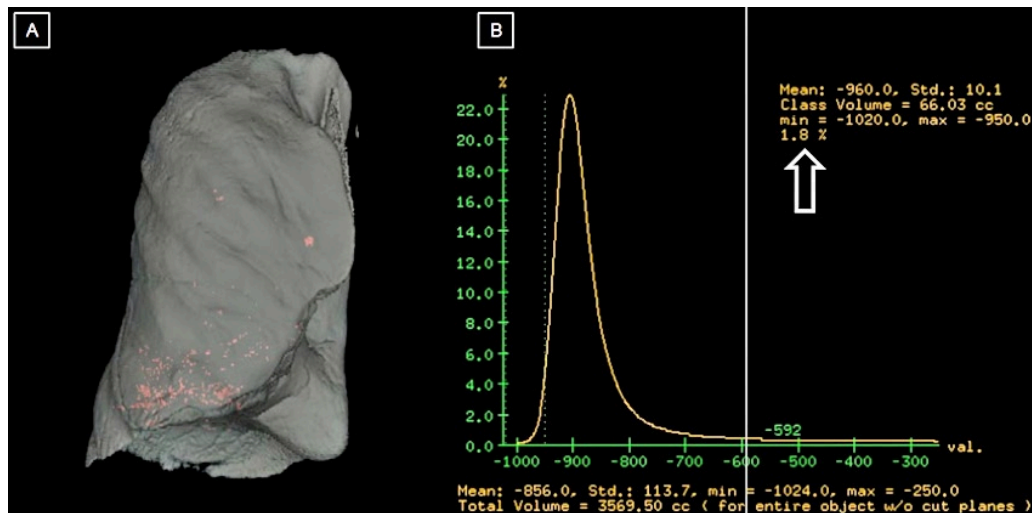 A
B
%
Mean: -960.0, Std.: 10.1
Class Volume = 66.03 cc
min = -1020.0, max = -950.0
1.8 %
22.0
20.0
18.0
16.0
14.0
12.0
10.0
8.0
6.0
4.0
2.0
0.0
-592
val.
-1000 -900 -800 -700 -600 -500 -400 -300
Mean: -856.0, Std.: 113.7, min = -1024.0, max = -250.0
Total Volume = 3569.50 cc ( for entire object w/o cut planes )